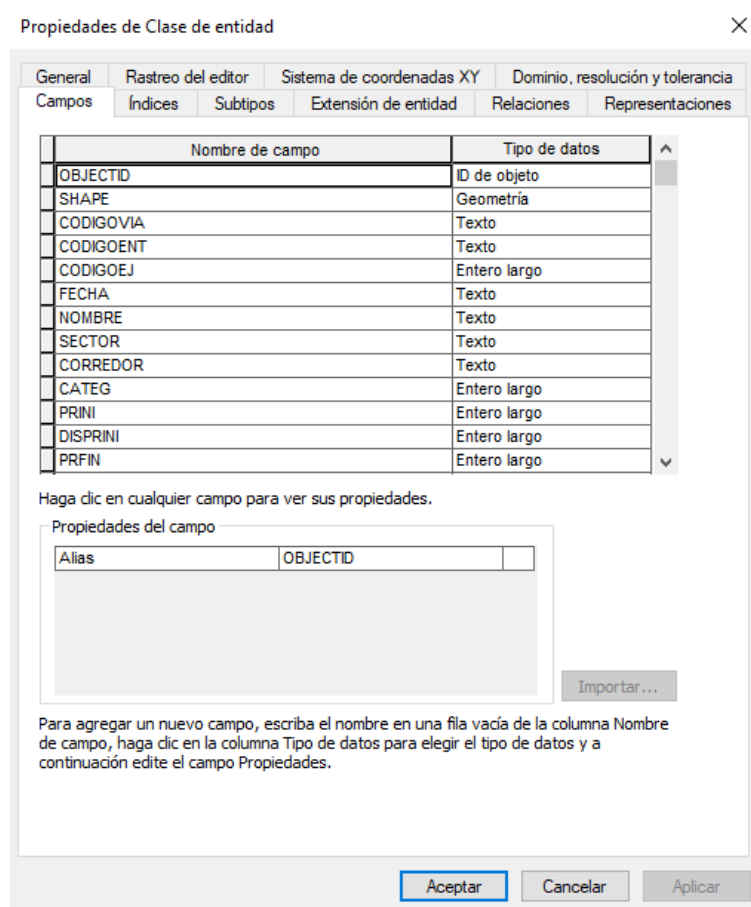 Propiedades de Clase de entidad
General Rastreo del editor Sistema de coordenadas XY Dominio, resolución y tolerancia
Campos Índices Subtipos Extensión de entidad Relaciones Representaciones
Nombre de campo Tipo de datos
OBJECTID ID de objeto
SHAPE Geometría
CODIGOVIA Texto
CODIGOENT Texto
CODIGOEJ Entero largo
FECHA Texto
NOMBRE Texto
SECTOR Texto
CORREDOR Texto
CATEG Entero largo
PRINI Entero largo
DISPRINI Entero largo
PRFIN Entero largo
Haga clic en cualquier campo para ver sus propiedades.
Propiedades del campo
Alias OBJECTID
Importar...
Para agregar un nuevo campo, escriba el nombre en una fila vacía de la columna Nombre
de campo, haga clic en la columna Tipo de datos para elegir el tipo de datos y a
continuación edite el campo Propiedades.
Aceptar Cancelar Aplicar